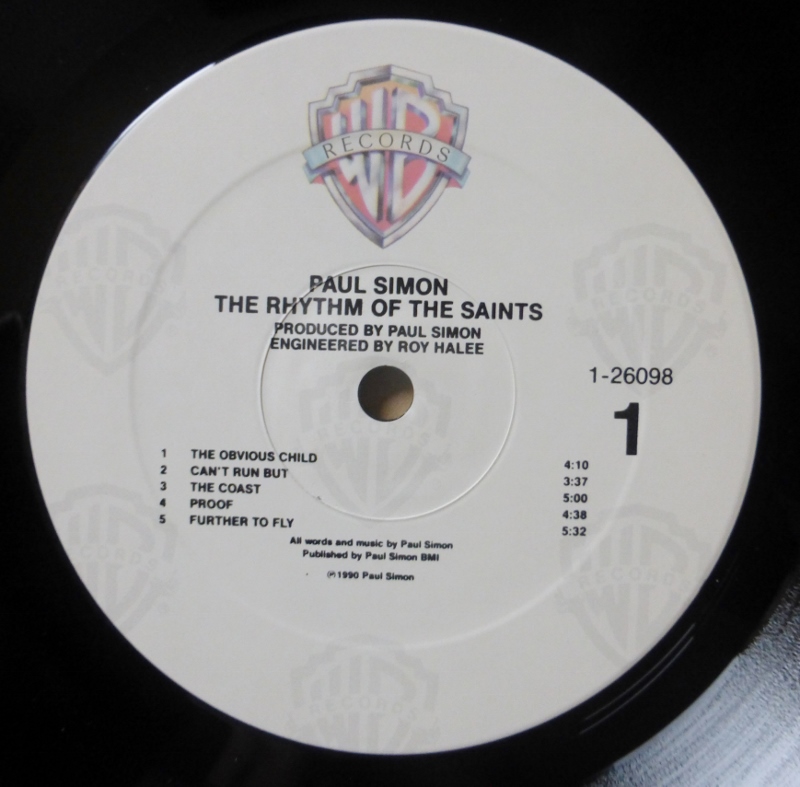 WB
RECORDS
PAUL SIMON
THE RHYTHM OF THE SAINTS
PRODUCED BY PAUL SIMON
ENGINEERED BY ROY HALEE
1-26098
1
1 THE OBVIOUS CHILD 4:10
2 CAN'T RUN BUT 3:37
3 THE COAST 5:00
4 PROOF 4:38
5 FURTHER TO FLY 5:32
All words and music by Paul Simon
Published by Paul Simon BMI
℗1990 Paul Simon